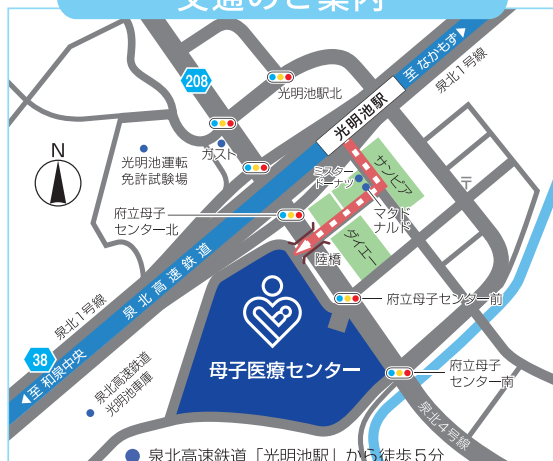 交通のご案内
至 なかもず
泉北1号線
208
光明池駅北
光明池駅
N
光明池運転
免許試験場
ガスト
ミスター
ドーナツ
サンピア
〒
府立母子
センター北
マクド
ナルド
ダイエー
陸橋
泉北高速鉄道
泉北1号線
府立母子センター前
母子医療センター
38
至 和泉中央
泉北高速鉄道
光明池車庫
府立母子
センター南
泉北4号線
泉北高速鉄道「光明池駅」から徒歩5分